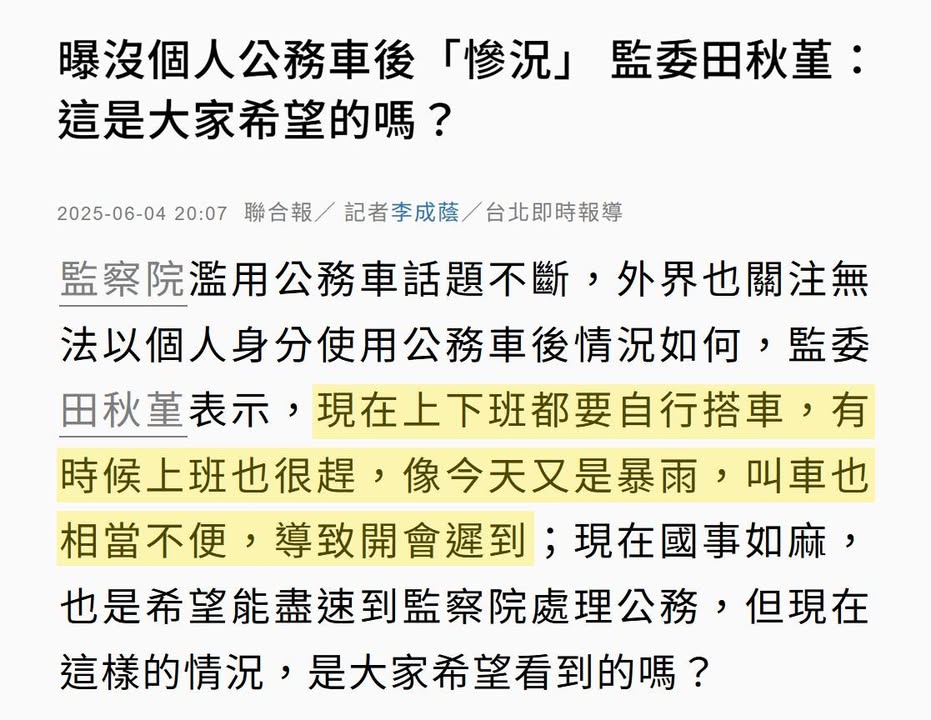 曝沒個人公務車後「慘況」 監委田秋堇：
這是大家希望的嗎？
2025-06-04 20:07 聯合報／ 記者李成蔭／台北即時報導
監察院濫用公務車話題不斷，外界也關注無
法以個人身分使用公務車後情況如何，監委
田秋堇表示，現在上下班都要自行搭車，有
時候上班也很趕，像今天又是暴雨，叫車也
相當不便，導致開會遲到；現在國事如麻，
也是希望能盡速到監察院處理公務，但現在
這樣的情況，是大家希望看到的嗎？